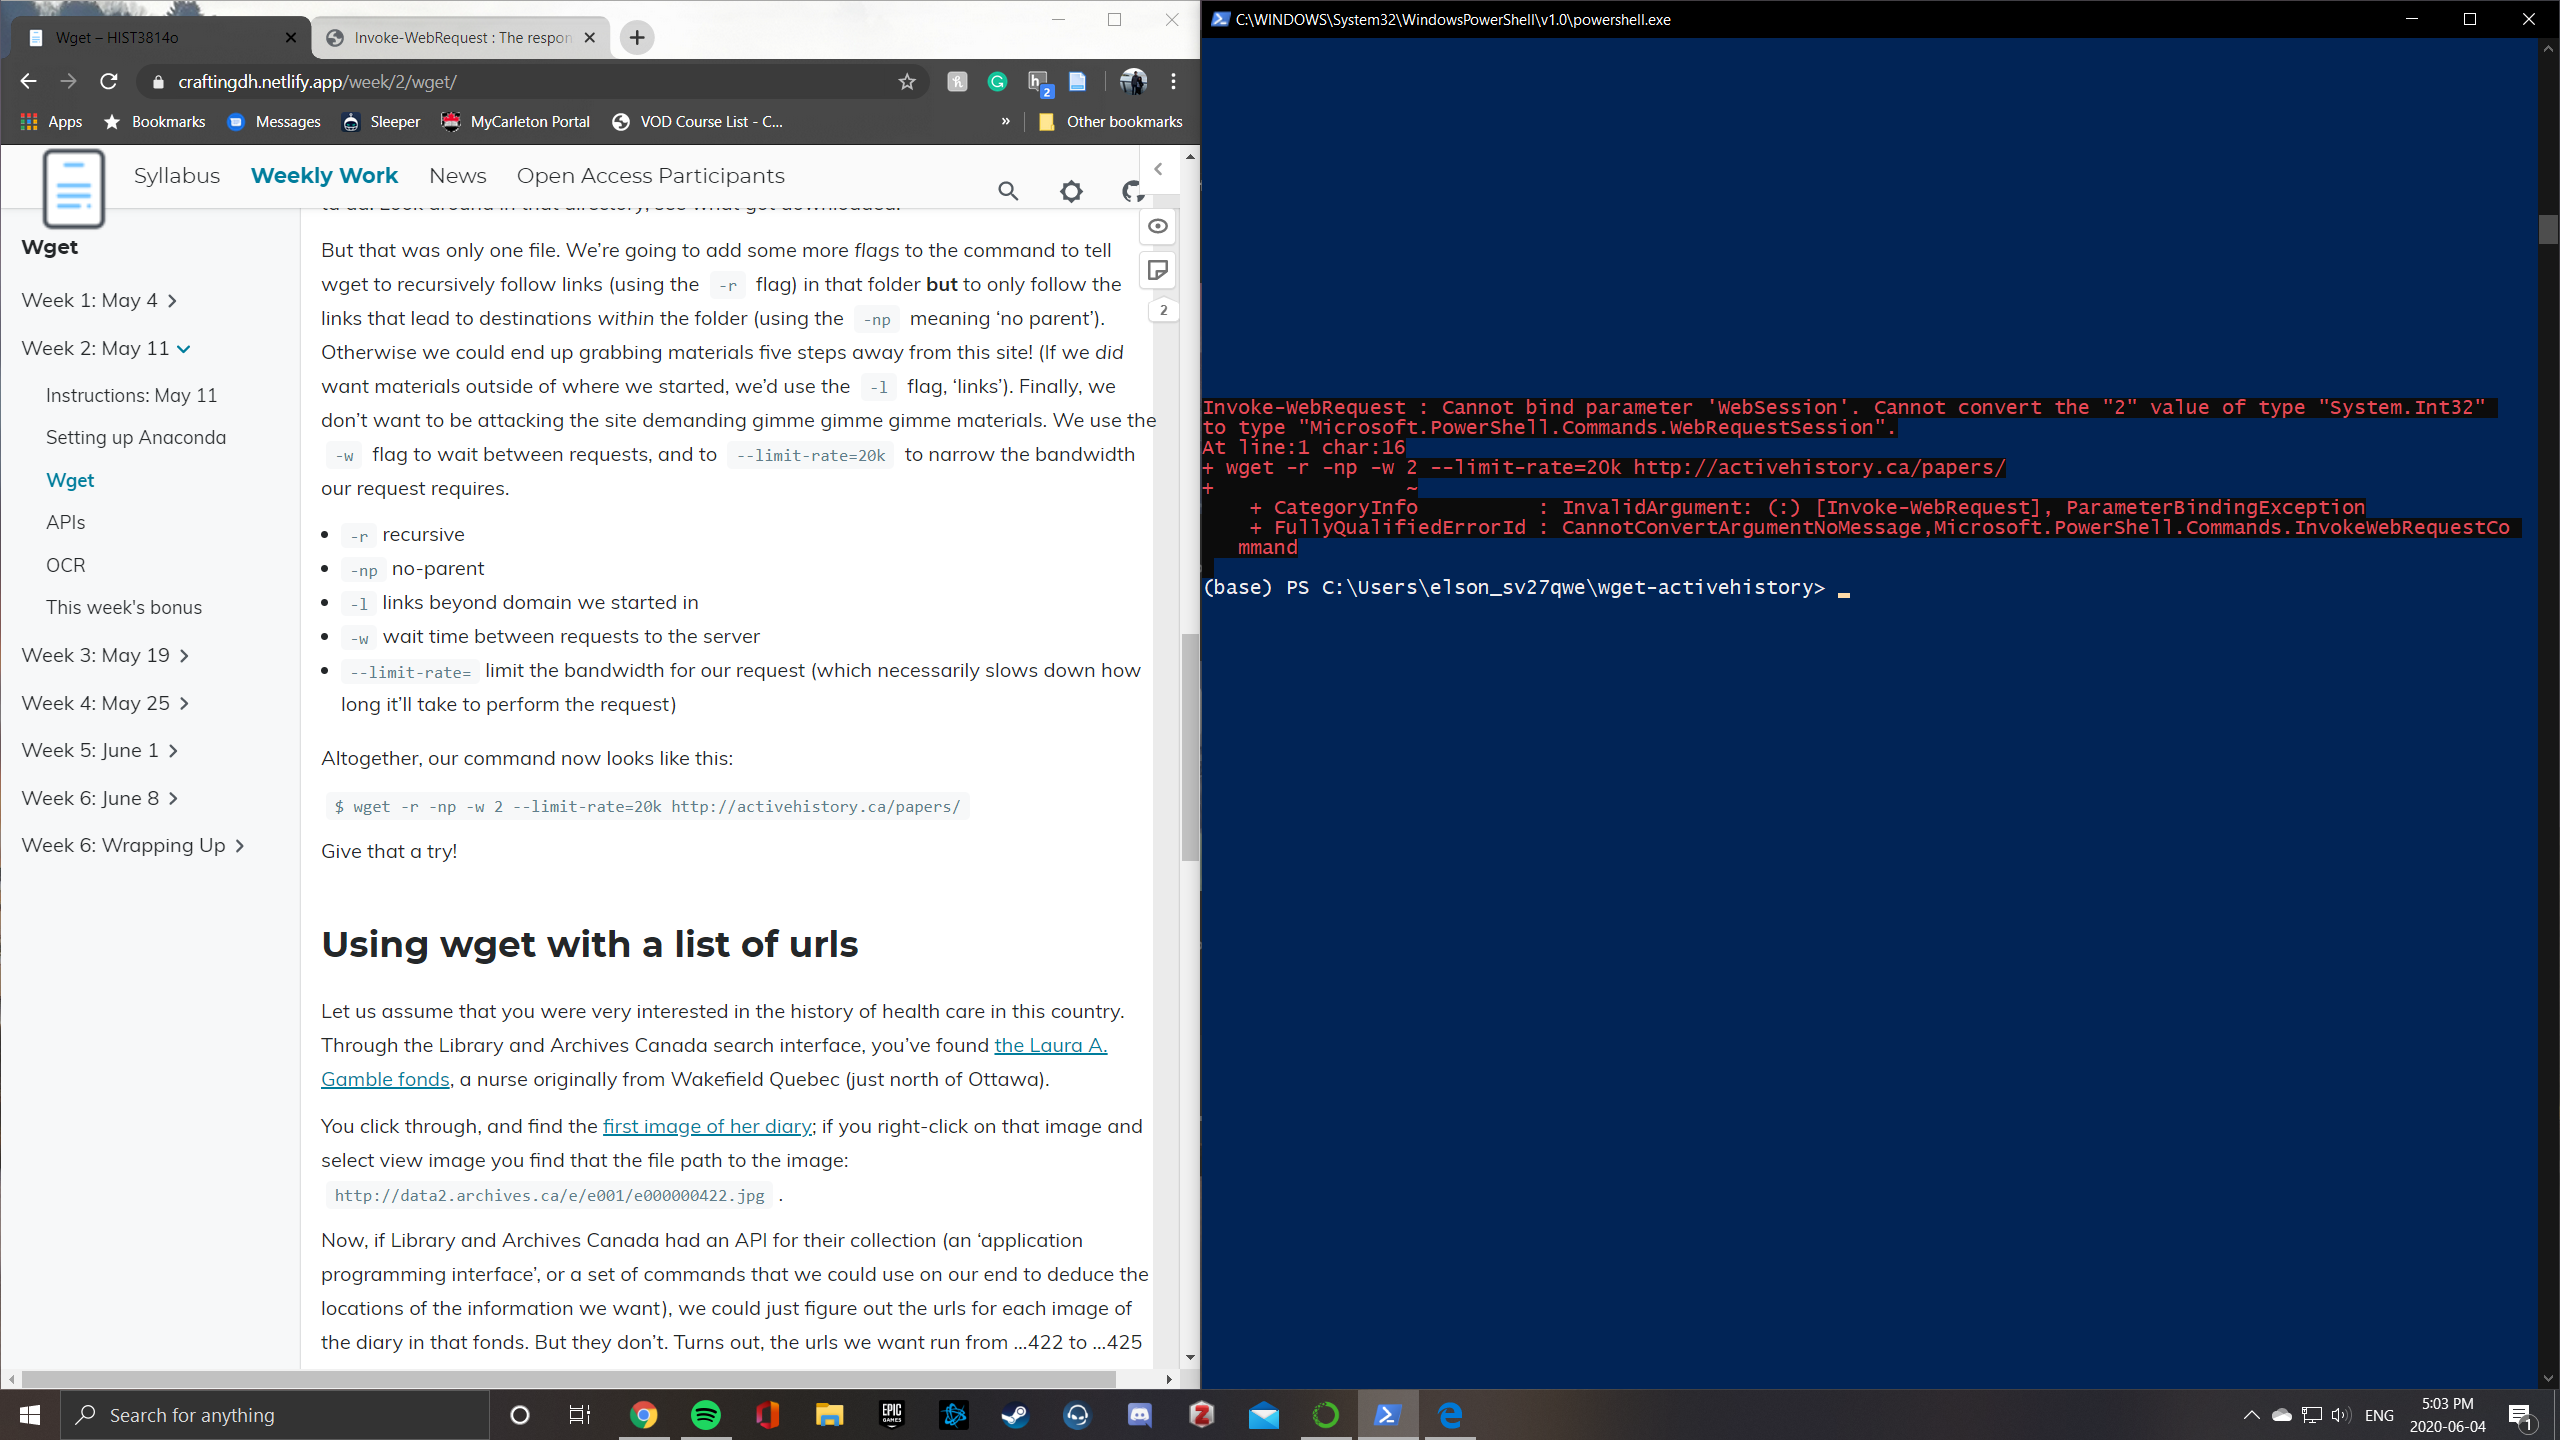 Wget – HIST3814o
Invoke-WebRequest : The respon
craftingdh.netlify.app/week/2/wget/
2
Apps
Bookmarks
Messages
Sleeper
MyCarleton Portal
VOD Course List - C...
»
Other bookmarks
Syllabus
Weekly Work
News
Open Access Participants
Wget
Week 1: May 4
Week 2: May 11
Instructions: May 11
Setting up Anaconda
Wget
APIs
OCR
This week's bonus
Week 3: May 19
Week 4: May 25
Week 5: June 1
Week 6: June 8
Week 6: Wrapping Up
to do. Look around in that directory, see what got downloaded.
But that was only one file. We’re going to add some more flags to the command to tell
wget to recursively follow links (using the -r flag) in that folder but to only follow the
links that lead to destinations within the folder (using the -np meaning ‘no parent’).
Otherwise we could end up grabbing materials five steps away from this site! (If we did
want materials outside of where we started, we’d use the -l flag, ‘links’). Finally, we
don’t want to be attacking the site demanding gimme gimme gimme materials. We use the
-w flag to wait between requests, and to --limit-rate=20k to narrow the bandwidth
our request requires.
-r recursive
-np no-parent
-l links beyond domain we started in
-w wait time between requests to the server
--limit-rate= limit the bandwidth for our request (which necessarily slows down how
long it’ll take to perform the request)
Altogether, our command now looks like this:
$ wget -r -np -w 2 --limit-rate=20k http://activehistory.ca/papers/
Give that a try!
Using wget with a list of urls
Let us assume that you were very interested in the history of health care in this country.
Through the Library and Archives Canada search interface, you’ve found the Laura A.
Gamble fonds, a nurse originally from Wakefield Quebec (just north of Ottawa).
You click through, and find the first image of her diary; if you right-click on that image and
select view image you find that the file path to the image:
http://data2.archives.ca/e/e001/e000000422.jpg .
Now, if Library and Archives Canada had an API for their collection (an ‘application
programming interface’, or a set of commands that we could use on our end to deduce the
locations of the information we want), we could just figure out the urls for each image of
the diary in that fonds. But they don’t. Turns out, the urls we want run from …422 to …425
2
C:\WINDOWS\System32\WindowsPowerShell\v1.0\powershell.exe
Invoke-WebRequest : Cannot bind parameter 'WebSession'. Cannot convert the "2" value of type "System.Int32"
to type "Microsoft.PowerShell.Commands.WebRequestSession".
At line:1 char:16
+ wget -r -np -w 2 --limit-rate=20k http://activehistory.ca/papers/
+                ~
    + CategoryInfo          : InvalidArgument: (:) [Invoke-WebRequest], ParameterBindingException
    + FullyQualifiedErrorId : CannotConvertArgumentNoMessage,Microsoft.PowerShell.Commands.InvokeWebRequestCo
   mmand
(base) PS C:\Users\elson_sv27qwe\wget-activehistory> _
Search for anything
EPIC
GAMES
ENG
5:03 PM
2020-06-04
1